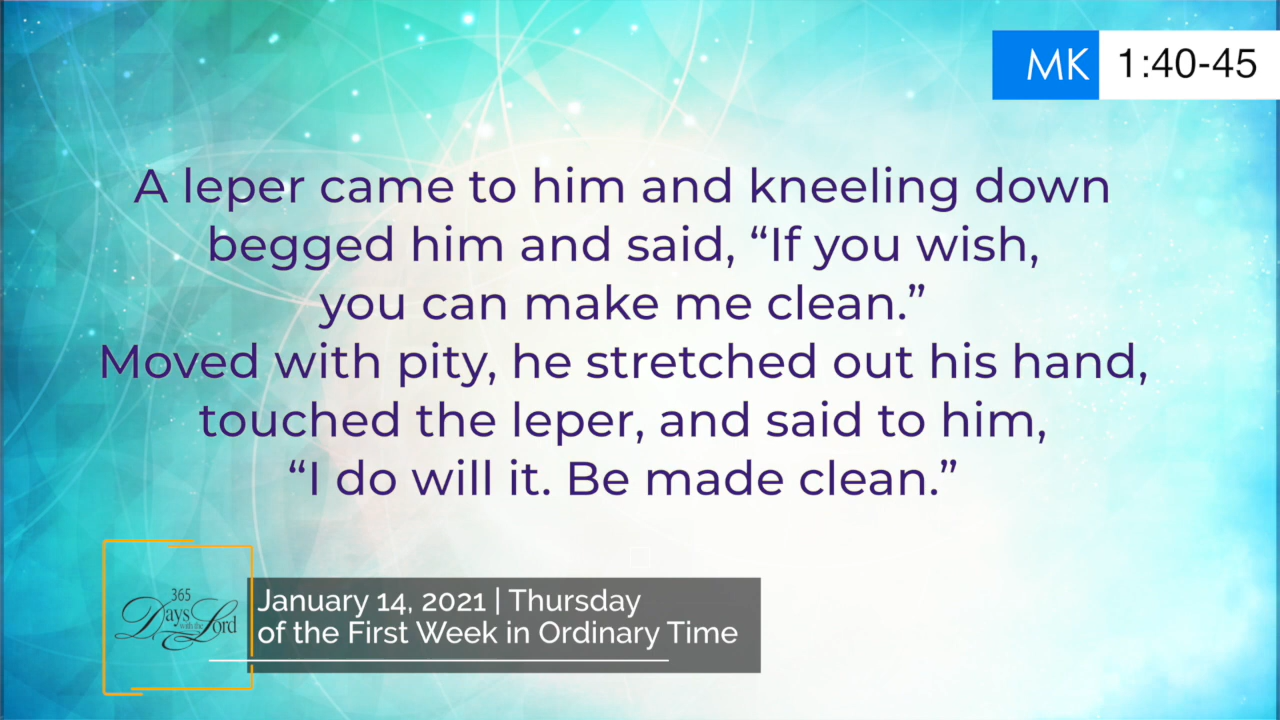 MK 1:40-45
A leper came to him and kneeling down
begged him and said, “If you wish,
you can make me clean.”
Moved with pity, he stretched out his hand,
touched the leper, and said to him,
“I do will it. Be made clean.”
365
Days
with the
Lord
January 14, 2021 | Thursday
of the First Week in Ordinary Time